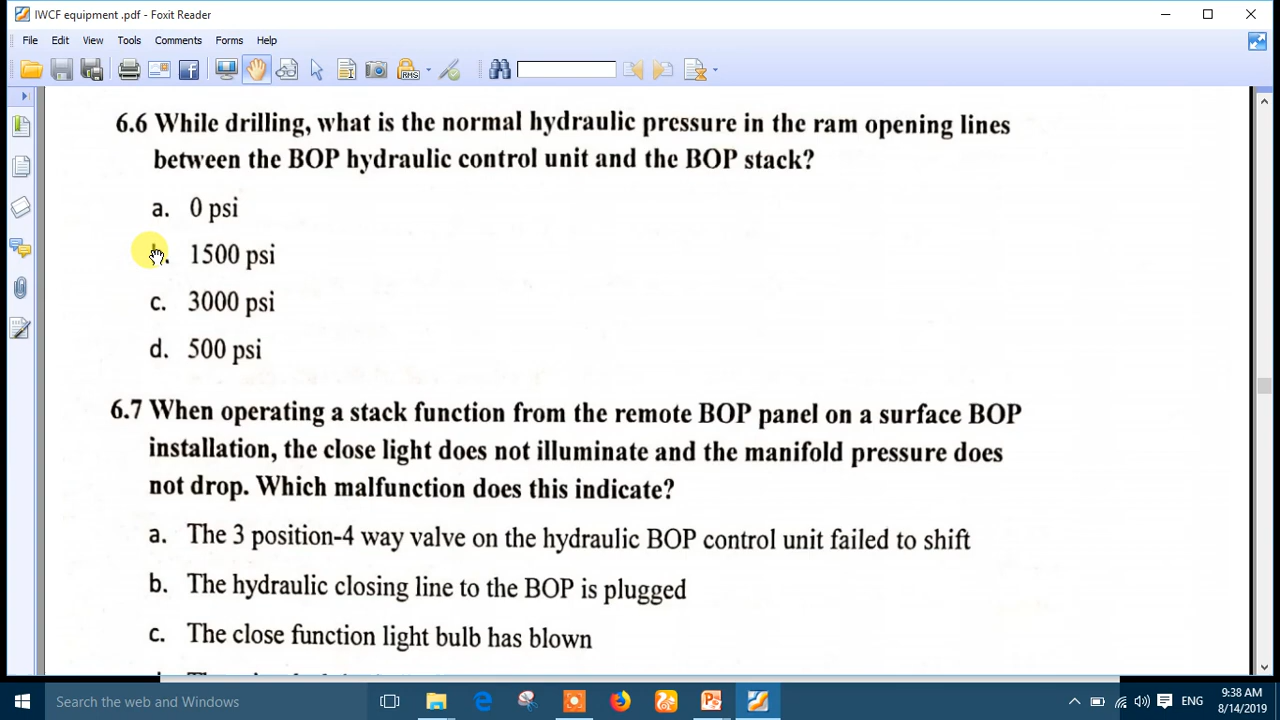 IWCF equipment .pdf - Foxit Reader
File Edit View Tools Comments Forms Help
RMS
6.6 While drilling, what is the normal hydraulic pressure in the ram opening lines
between the BOP hydraulic control unit and the BOP stack?
a. 0 psi
1500 psi
c. 3000 psi
d. 500 psi
6.7 When operating a stack function from the remote BOP panel on a surface BOP
installation, the close light does not illuminate and the manifold pressure does
not drop. Which malfunction does this indicate?
a. The 3 position-4 way valve on the hydraulic BOP control unit failed to shift
b. The hydraulic closing line to the BOP is plugged
c. The close function light bulb has blown
Search the web and Windows
ENG
9:38 AM
8/14/2019